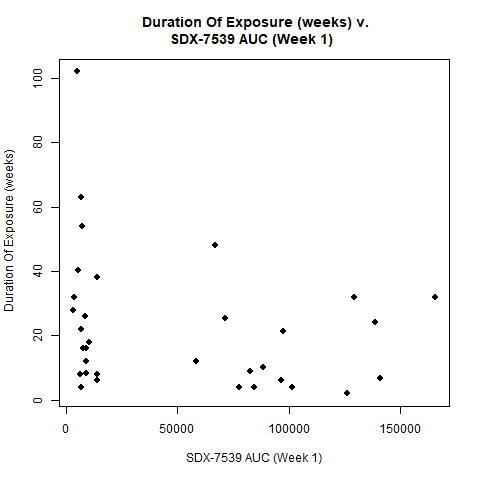 Duration Of Exposure (weeks) v.
SDX-7539 AUC (Week 1)
Duration Of Exposure (weeks)
100
80
60
40
20
0
0 50000 100000 150000
SDX-7539 AUC (Week 1)